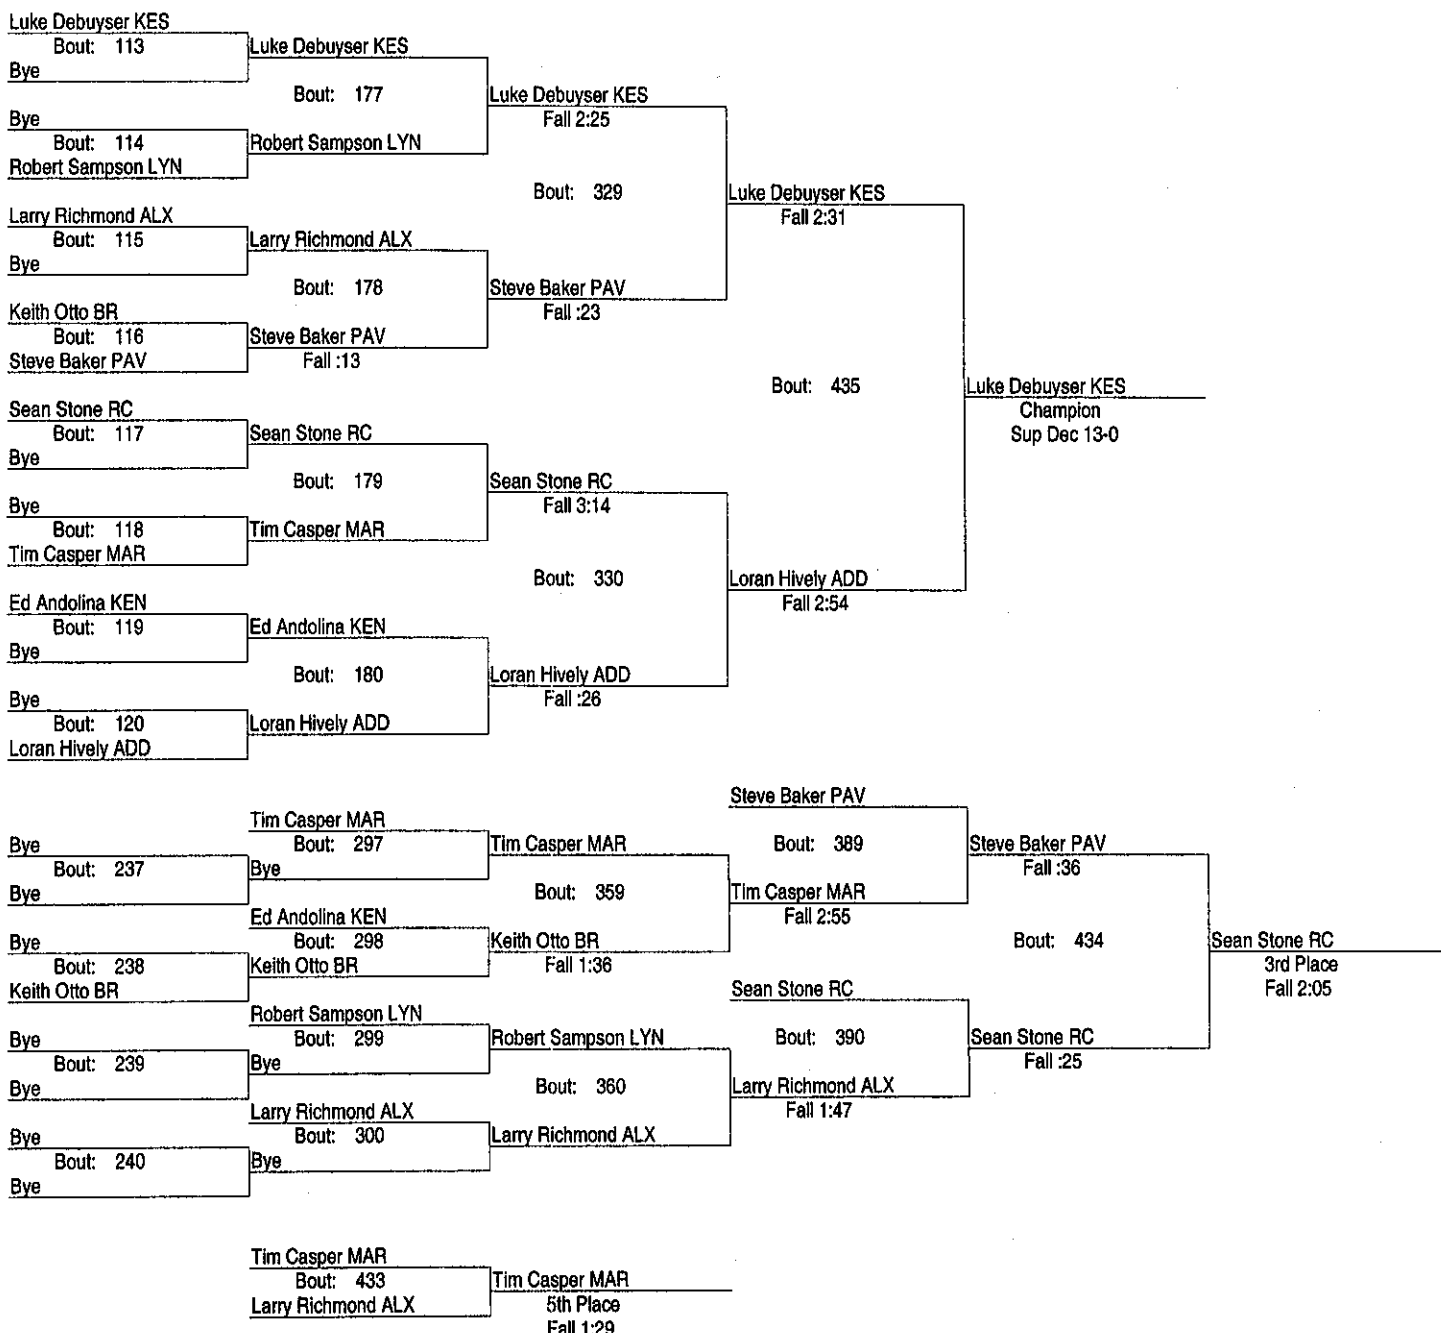 Luke Debuyser KES
Bout: 113
Bye
Luke Debuyser KES
Bout: 177
Bye
Bout: 114
Robert Sampson LYN
Robert Sampson LYN
Luke Debuyser KES
Fall 2:25
Bout: 329
Larry Richmond ALX
Bout: 115
Bye
Larry Richmond ALX
Bout: 178
Keith Otto BR
Bout: 116
Steve Baker PAV
Steve Baker PAV
Fall :13
Steve Baker PAV
Fall :23
Luke Debuyser KES
Fall 2:31
Bout: 435
Luke Debuyser KES
Champion
Sup Dec 13-0
Sean Stone RC
Bout: 117
Bye
Sean Stone RC
Bout: 179
Bye
Bout: 118
Tim Casper MAR
Tim Casper MAR
Sean Stone RC
Fall 3:14
Bout: 330
Loran Hively ADD
Fall 2:54
Ed Andolina KEN
Bout: 119
Bye
Ed Andolina KEN
Bout: 180
Bye
Bout: 120
Loran Hively ADD
Loran Hively ADD
Loran Hively ADD
Fall :26
Bye
Bout: 237
Bye
Tim Casper MAR
Bout: 297
Bye
Tim Casper MAR
Bout: 359
Bye
Bout: 238
Keith Otto BR
Ed Andolina KEN
Bout: 298
Keith Otto BR
Keith Otto BR
Fall 1:36
Steve Baker PAV
Bout: 389
Tim Casper MAR
Fall 2:55
Steve Baker PAV
Fall :36
Bout: 434
Sean Stone RC
3rd Place
Fall 2:05
Bye
Bout: 239
Bye
Robert Sampson LYN
Bout: 299
Bye
Robert Sampson LYN
Bout: 360
Bye
Bout: 240
Bye
Larry Richmond ALX
Bout: 300
Bye
Larry Richmond ALX
Sean Stone RC
Bout: 390
Larry Richmond ALX
Fall 1:47
Sean Stone RC
Fall :25
Tim Casper MAR
Bout: 433
Larry Richmond ALX
Tim Casper MAR
5th Place
Fall 1:29